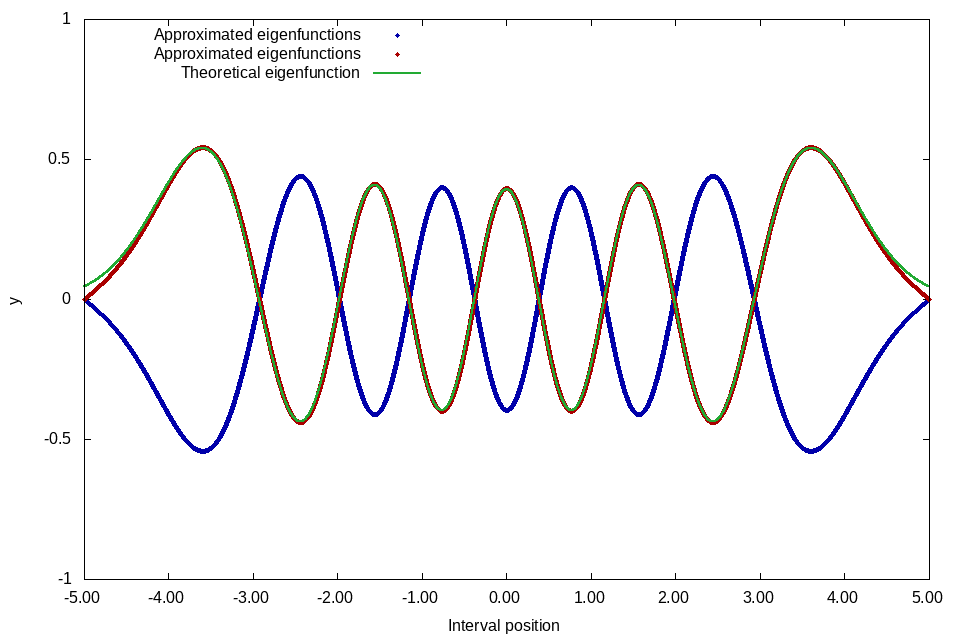 1
Approximated eigenfunctions
Approximated eigenfunctions
Theoretical eigenfunction
0.5
0
y
-0.5
-1
-5.00 -4.00 -3.00 -2.00 -1.00 0.00 1.00 2.00 3.00 4.00 5.00
Interval position